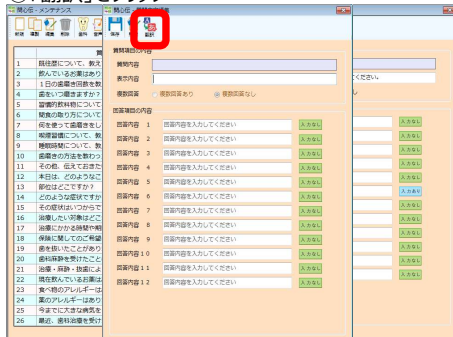 関心伝 - メンテナンス
関心伝 - 
新規 複製 編集 削除 歯科 音声
質
1 既往歴について、教え
2 飲んでいるお薬はあり
3 １日の歯磨き回数を教
4 歯をいつ磨きますか？
5 習慣的飲料物について
6 間食の取り方について
7 何を使って歯磨きをし
8 喫煙習慣について、教
9 睡眠時間について、教
10 歯磨きの方法を教わっ
11 その他、伝えておきた
12 本日は、どのようなご
13 部位はどこですか？
14 どのような症状ですか
15 その症状はいつからで
16 治療したい対象はどこ
17 治療にかかる時間や期
18 保険に関してのご希望
19 歯を抜いたことがあり
20 歯科麻酔を受けたこと
21 治療・麻酔・抜歯によ
22 現在飲んでいるお薬は
23 食べ物のアレルギーは
24 薬のアレルギーはあり
25 今までに大きな病気を
26 最近、歯科治療を受け
保存 翻訳
質問項目の内容
質問内容
表示内容
複数回答 複数回答あり 複数回答なし
回答項目の内容
回答内容 1 回答内容を入力してください 入力なし
回答内容 2 回答内容を入力してください 入力なし
回答内容 3 回答内容を入力してください 入力なし
回答内容 4 回答内容を入力してください 入力なし
回答内容 5 回答内容を入力してください 入力なし
回答内容 6 回答内容を入力してください 入力なし
回答内容 7 回答内容を入力してください 入力なし
回答内容 8 回答内容を入力してください 入力なし
回答内容 9 回答内容を入力してください 入力なし
回答内容１０ 回答内容を入力してください 入力なし
回答内容１１ 回答内容を入力してください 入力なし
回答内容１２ 回答内容を入力してください 入力なし
ください。
し
入力なし
入力なし
入力なし
入力なし
入力なし
入力あり
入力なし
入力なし
入力なし
入力なし
入力なし
入力なし